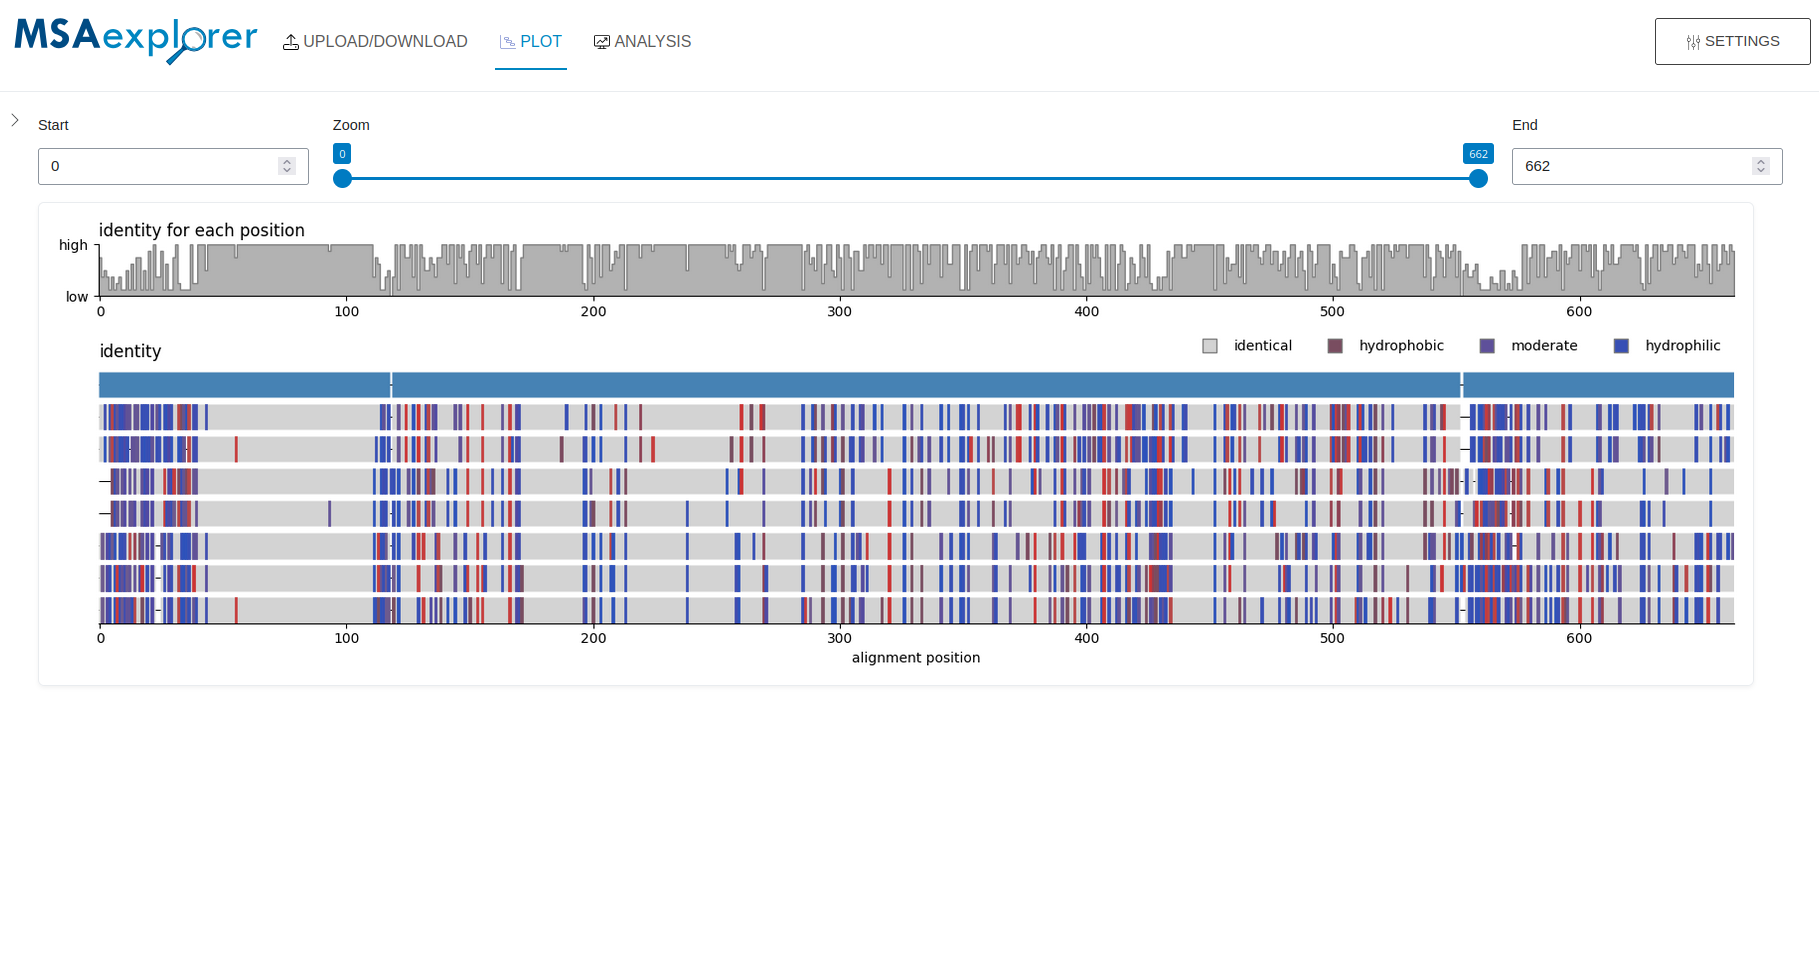 MSAexplorer UPLOAD/DOWNLOAD PLOT ANALYSIS SETTINGS
Start Zoom End
0 0 662 662
identity for each position
high
low
0 100 200 300 400 500 600
identity identical hydrophobic moderate hydrophilic
0 100 200 300 400 500 600
alignment position